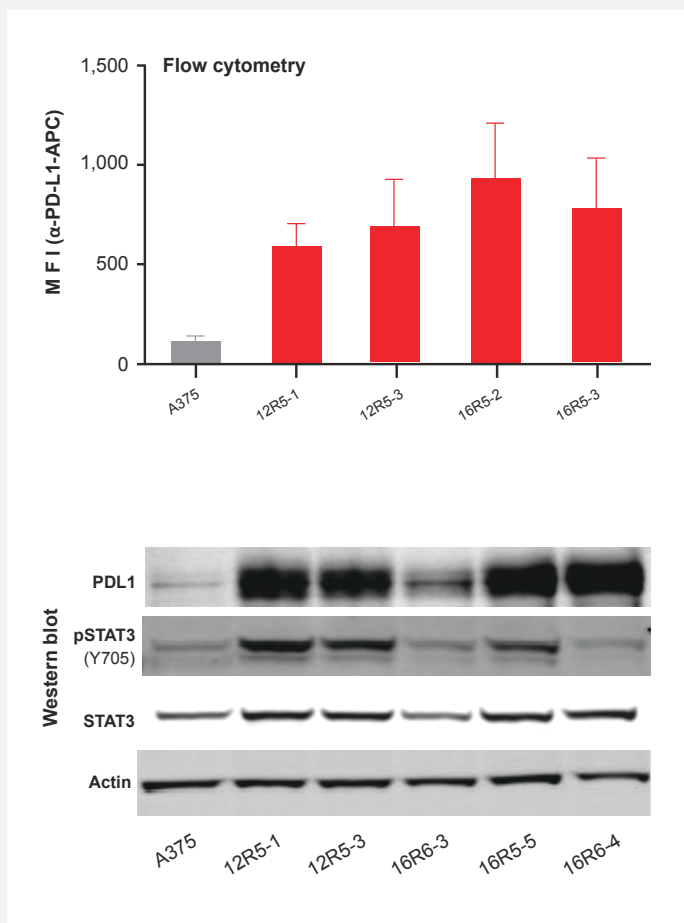 Flow cytometry
M F I (α-PD-L1-APC)
1,500
1,000
500
0
A375
12R5-1
12R5-3
16R5-2
16R5-3
Western blot
PDL1
pSTAT3
(Y705)
STAT3
Actin
A375
12R5-1
12R5-3
16R6-3
16R5-5
16R6-4